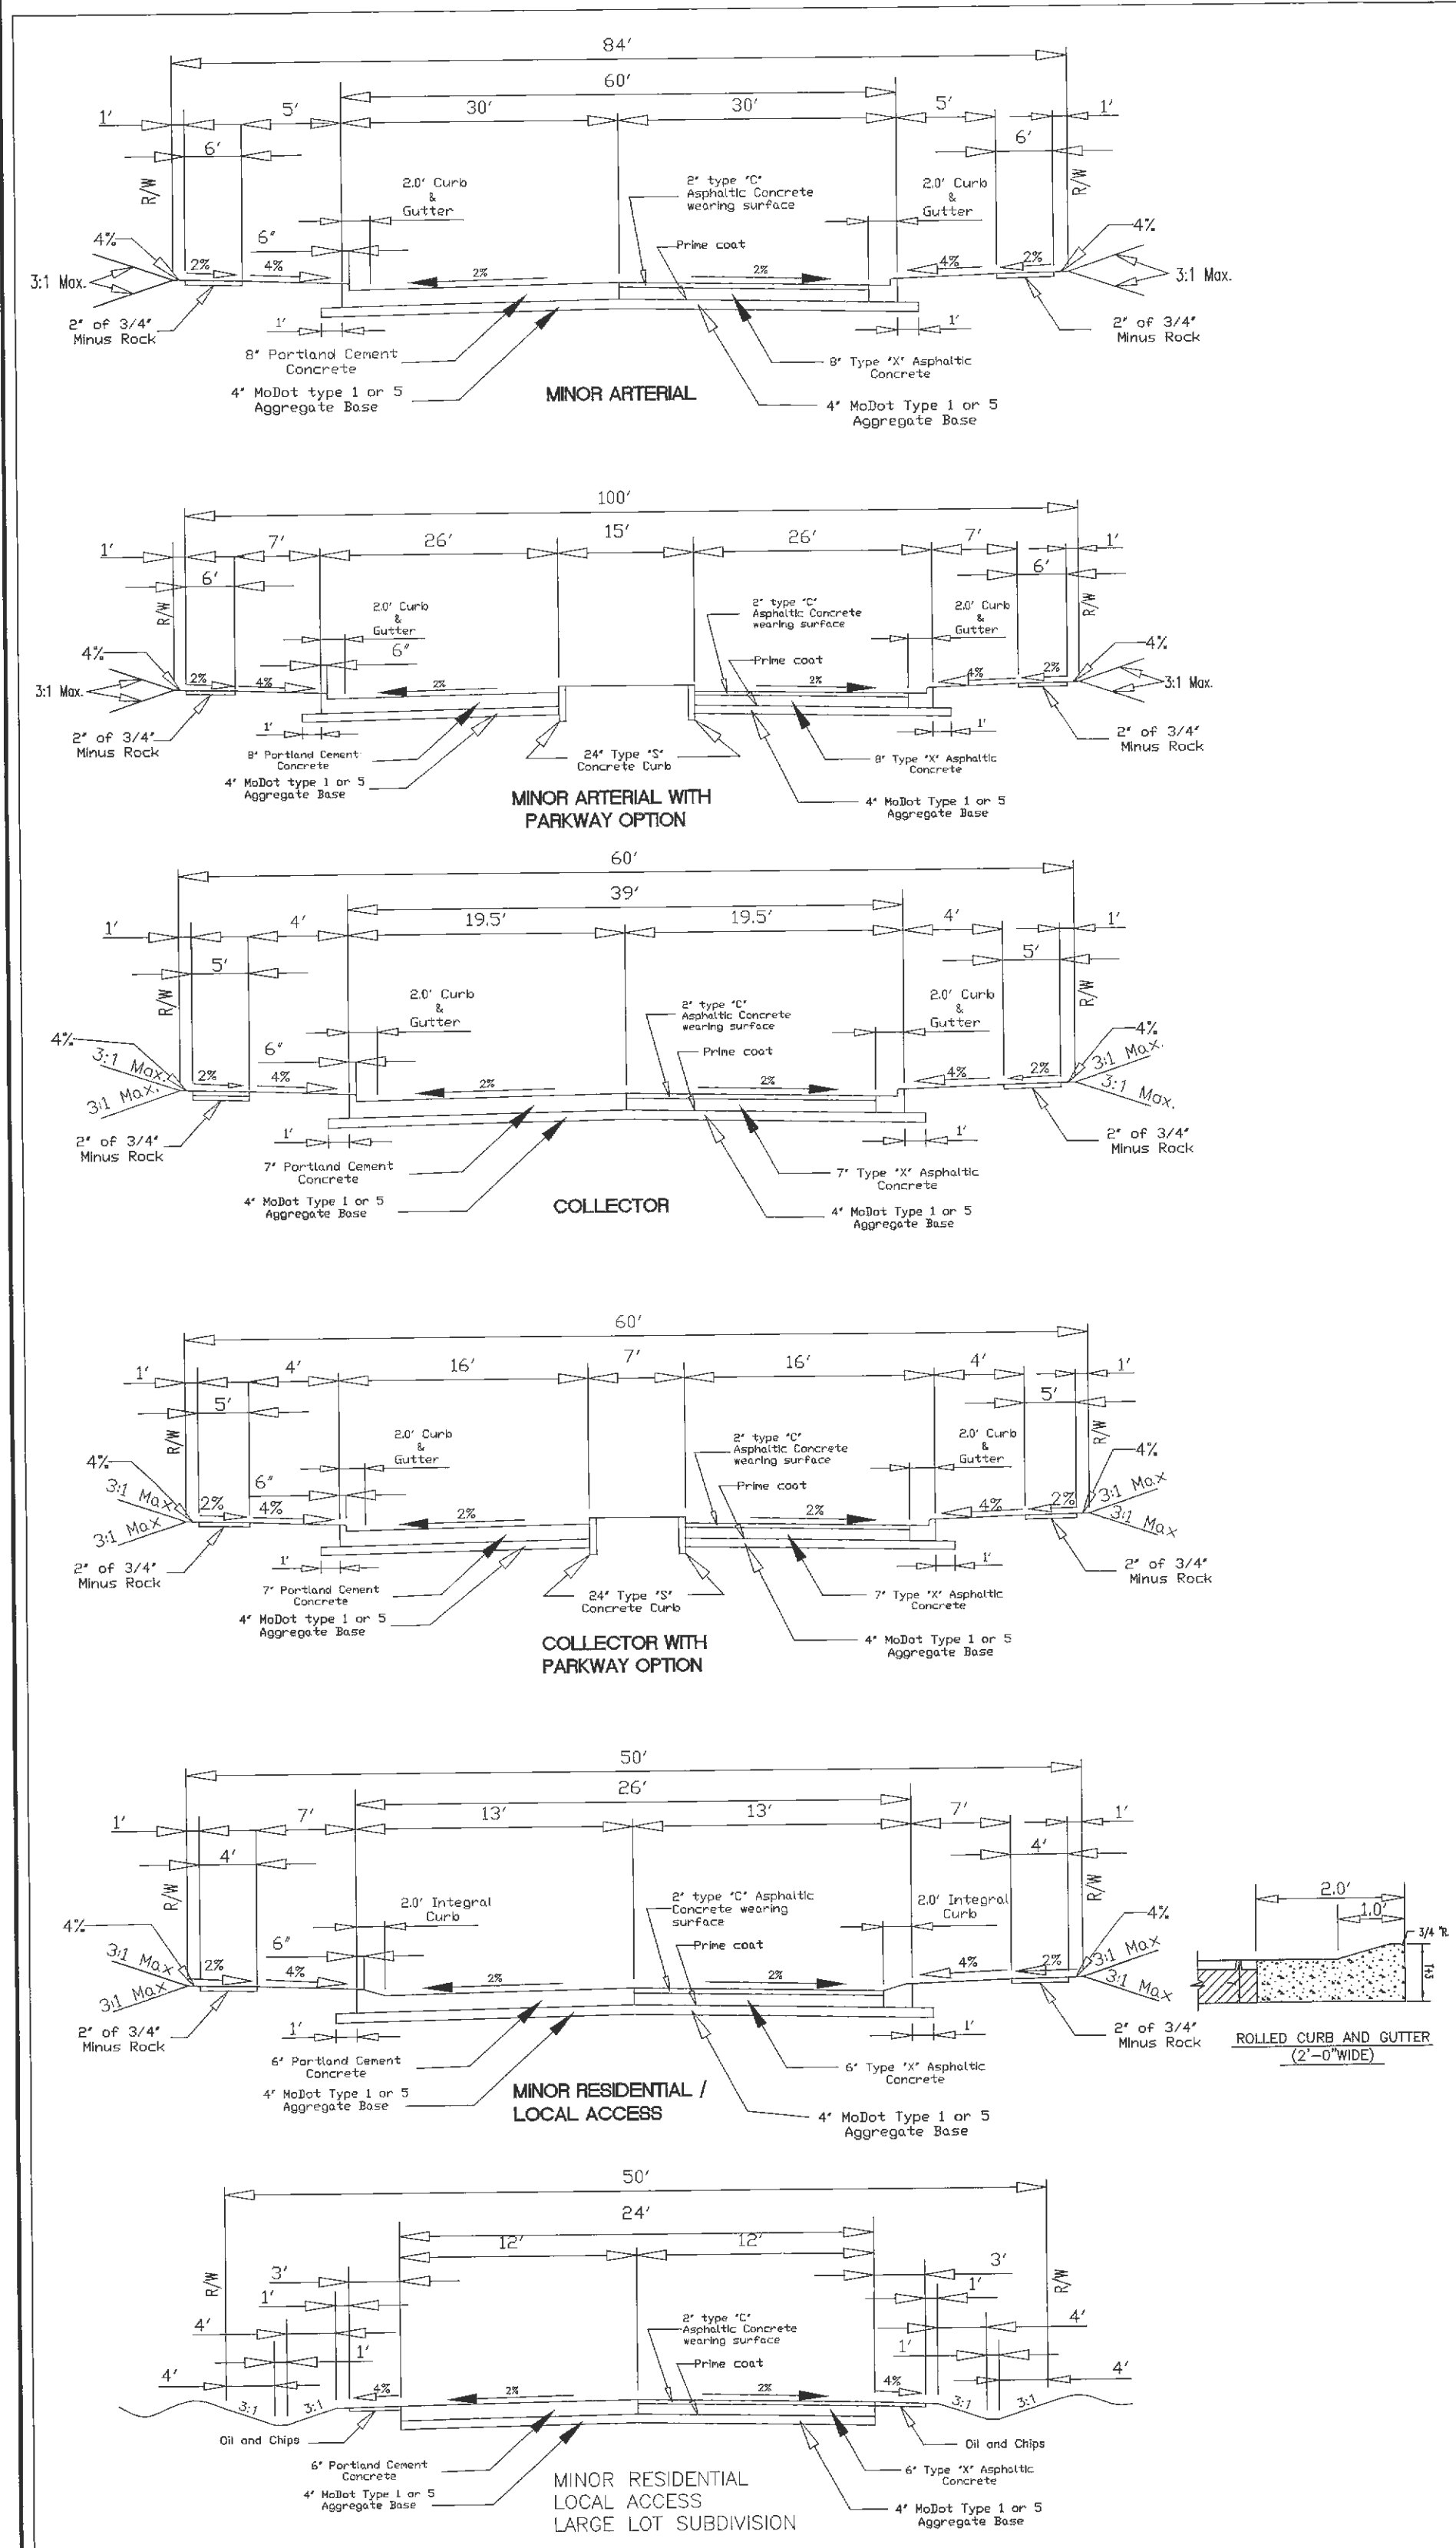 84'
60'
1' 5' 30' 30' 5' 1'
6' 6'
R/W R/W
2.0' Curb
&
Gutter
2" type "C"
Asphaltic Concrete
wearing surface
2.0' Curb
&
Gutter
Prime coat
4% 6" 4%
2% 4% 2% 2% 4% 2%
3:1 Max. 3:1 Max.
2" of 3/4"
Minus Rock
1' 1'
2" of 3/4"
Minus Rock
8" Portland Cement
Concrete
8" Type "X" Asphaltic
Concrete
4" MoDot type 1 or 5
Aggregate Base
MINOR ARTERIAL
4" MoDot Type 1 or 5
Aggregate Base
100'
1' 7' 26' 15' 26' 7' 1'
6' 6'
R/W R/W
2.0' Curb
&
Gutter
2" type "C"
Asphaltic Concrete
wearing surface
2.0' Curb
&
Gutter
6"
Prime coat
4% 4%
2% 4% 2% 2% 4% 2%
3:1 Max. 3:1 Max.
2" of 3/4"
Minus Rock
1' 1'
2" of 3/4"
Minus Rock
8" Portland Cement
Concrete
24" Type "S"
Concrete Curb
8" Type "X" Asphaltic
Concrete
4" MoDot type 1 or 5
Aggregate Base
MINOR ARTERIAL WITH
PARKWAY OPTION
4" MoDot Type 1 or 5
Aggregate Base
60'
39'
1' 4' 19.5' 19.5' 4' 1'
5' 5'
R/W R/W
2.0' Curb
&
Gutter
2" type "C"
Asphaltic Concrete
wearing surface
2.0' Curb
&
Gutter
Prime coat
4% 6" 4%
3:1 Max. 3:1 Max.
2% 4% 2% 2% 4% 2%
3:1 Max. 3:1 Max.
2" of 3/4"
Minus Rock
1' 1'
2" of 3/4"
Minus Rock
7" Portland Cement
Concrete
7" Type "X" Asphaltic
Concrete
4" MoDot Type 1 or 5
Aggregate Base
COLLECTOR
4" MoDot Type 1 or 5
Aggregate Base
60'
1' 4' 16' 7' 16' 4' 1'
5' 5'
R/W R/W
2.0' Curb
&
Gutter
2" type "C"
Asphaltic Concrete
wearing surface
2.0' Curb
&
Gutter
Prime coat
4% 6" 4%
3:1 Max 3:1 Max
2% 4% 2% 2% 4% 2%
3:1 Max 3:1 Max
2" of 3/4"
Minus Rock
1' 1'
2" of 3/4"
Minus Rock
7" Portland Cement
Concrete
24" Type "S"
Concrete Curb
7" Type "X" Asphaltic
Concrete
4" MoDot type 1 or 5
Aggregate Base
COLLECTOR WITH
PARKWAY OPTION
4" MoDot Type 1 or 5
Aggregate Base
50'
26'
1' 7' 13' 13' 7' 1'
4' 4'
R/W R/W
2.0' Integral
Curb
2" type "C" Asphaltic
Concrete wearing
surface
2.0' Integral
Curb
Prime coat
4% 6" 4%
3:1 Max 3:1 Max
2% 4% 2% 2% 4% 2%
3:1 Max 3:1 Max
2" of 3/4"
Minus Rock
1' 1'
2" of 3/4"
Minus Rock
6" Portland Cement
Concrete
6" Type "X" Asphaltic
Concrete
4" MoDot Type 1 or 5
Aggregate Base
MINOR RESIDENTIAL /
LOCAL ACCESS
4" MoDot Type 1 or 5
Aggregate Base
2.0'
1.0'
3/4 "R.
T+3
ROLLED CURB AND GUTTER
(2'-0"WIDE)
50'
24'
12' 12'
R/W R/W
3' 3'
1' 1'
4' 4'
1' 1'
4' 4'
2" type "C"
Asphaltic Concrete
wearing surface
Prime coat
4% 2% 2% 4%
3:1 3:1 3:1 3:1
Oil and Chips Oil and Chips
6" Portland Cement
Concrete
6" Type "X" Asphaltic
Concrete
4" MoDot Type 1 or 5
Aggregate Base
MINOR RESIDENTIAL
LOCAL ACCESS
LARGE LOT SUBDIVISION
4" MoDot Type 1 or 5
Aggregate Base